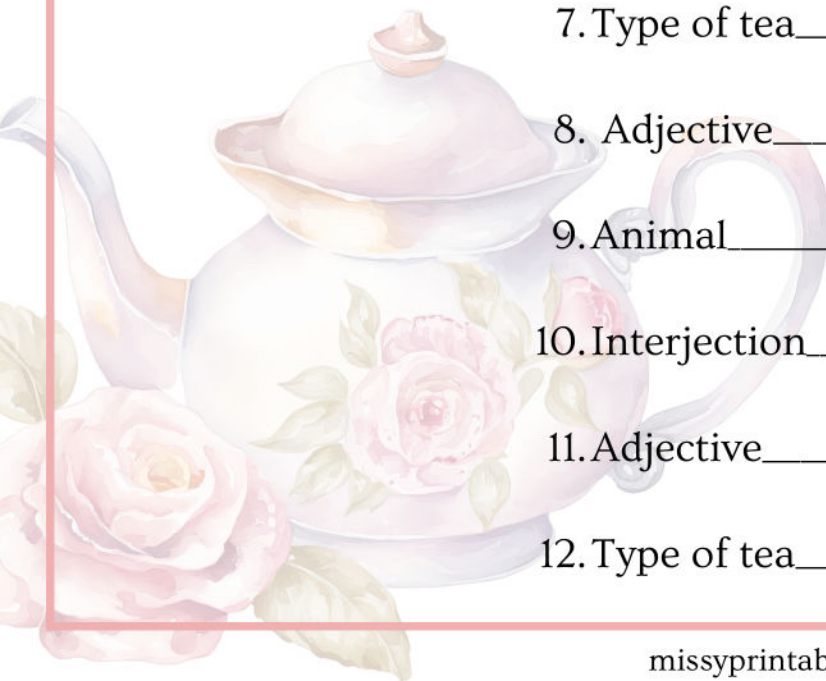 7. Type of tea
8. Adjective
9. Animal
10. Interjection
11. Adjective
12. Type of tea
missyprintab